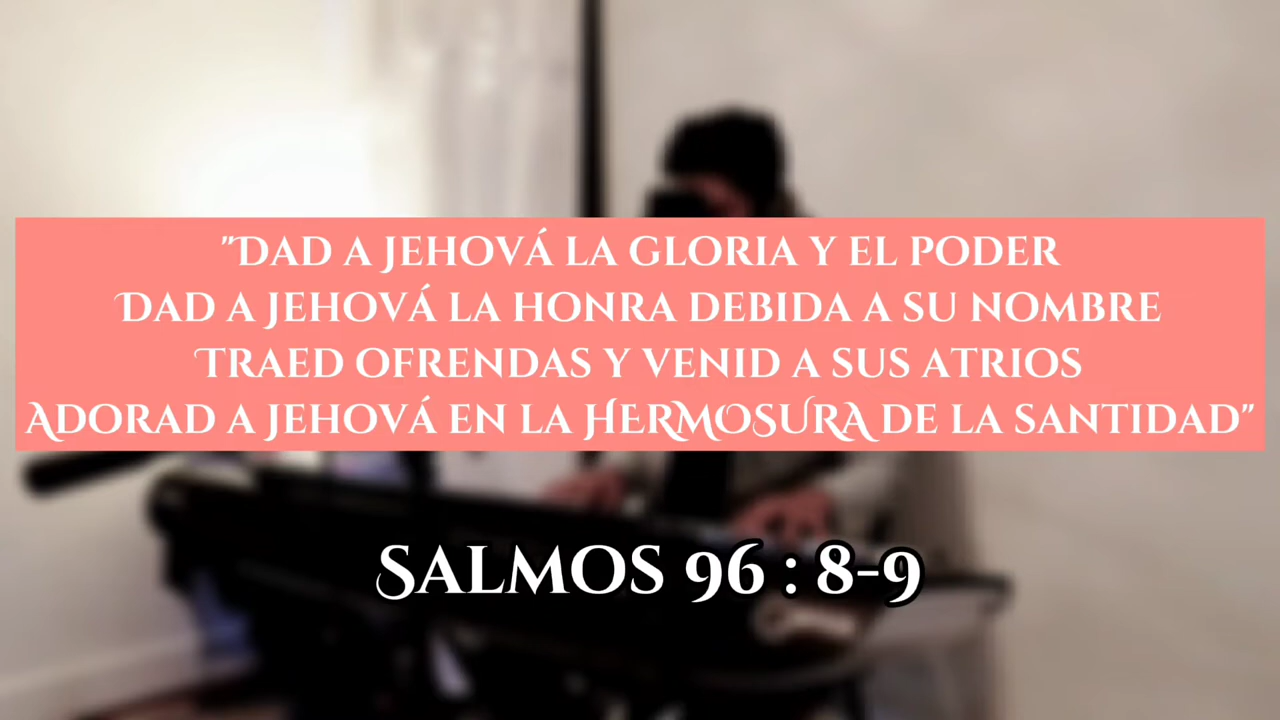 "Dad a Jehová la gloria y el poder
Dad a Jehová la honra debida a su nombre
Traed ofrendas y venid a sus atrios
Adorad a Jehová en la HERMOSURA de la santidad"
Salmos 96 : 8-9